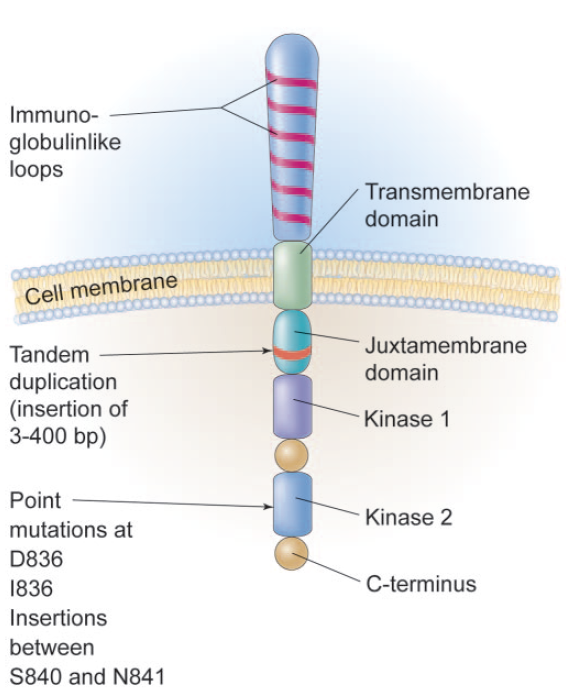 Immuno-
globulinlike
loops
Transmembrane
domain
Cell membrane
Tandem
duplication
(insertion of
3-400 bp)
Juxtamembrane
domain
Kinase 1
Point
mutations at
D836
I836
Insertions
between
S840 and N841
Kinase 2
C-terminus